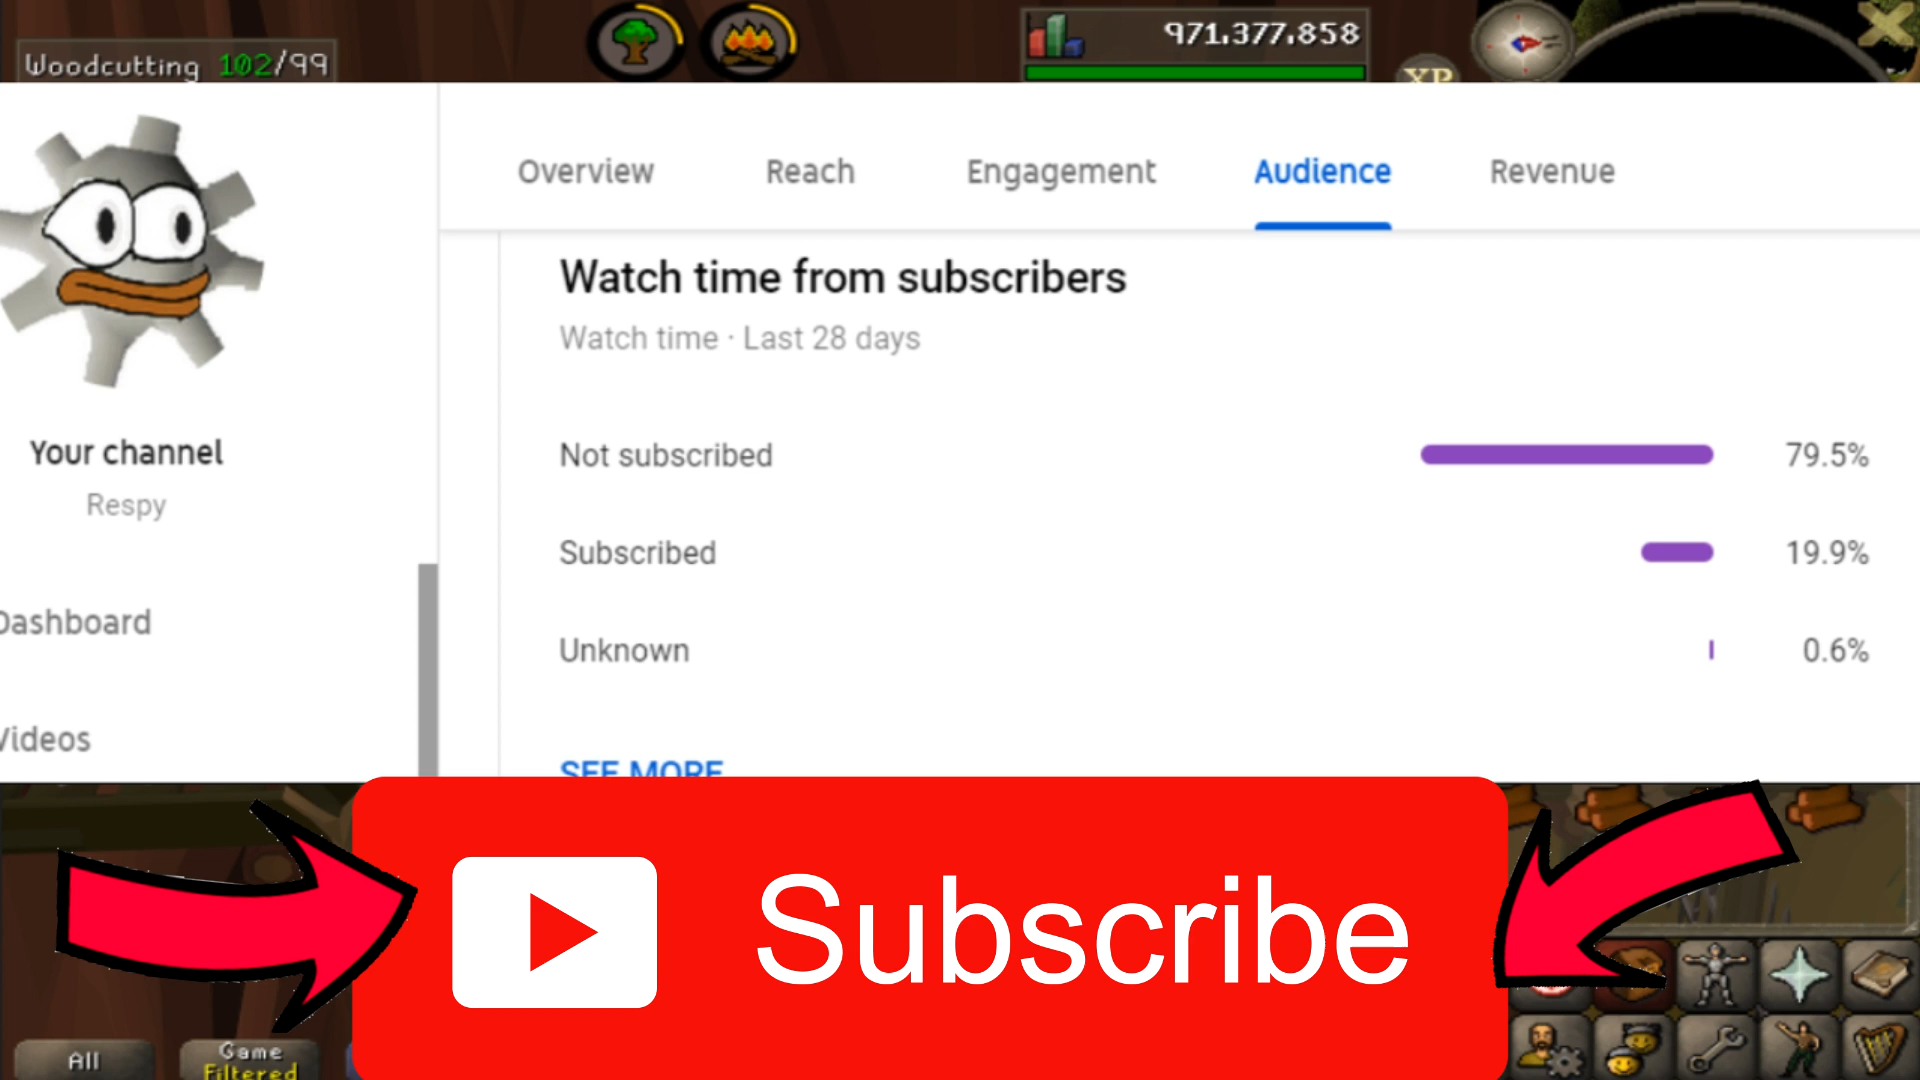 Woodcutting 102/99
971.377.858
XP
Overview
Reach
Engagement
Audience
Revenue
Watch time from subscribers
Watch time · Last 28 days
Not subscribed
79.5%
Subscribed
19.9%
Unknown
0.6%
SEE MORE
Your channel
Respy
Dashboard
Videos
Subscribe
All
Game
Filtered